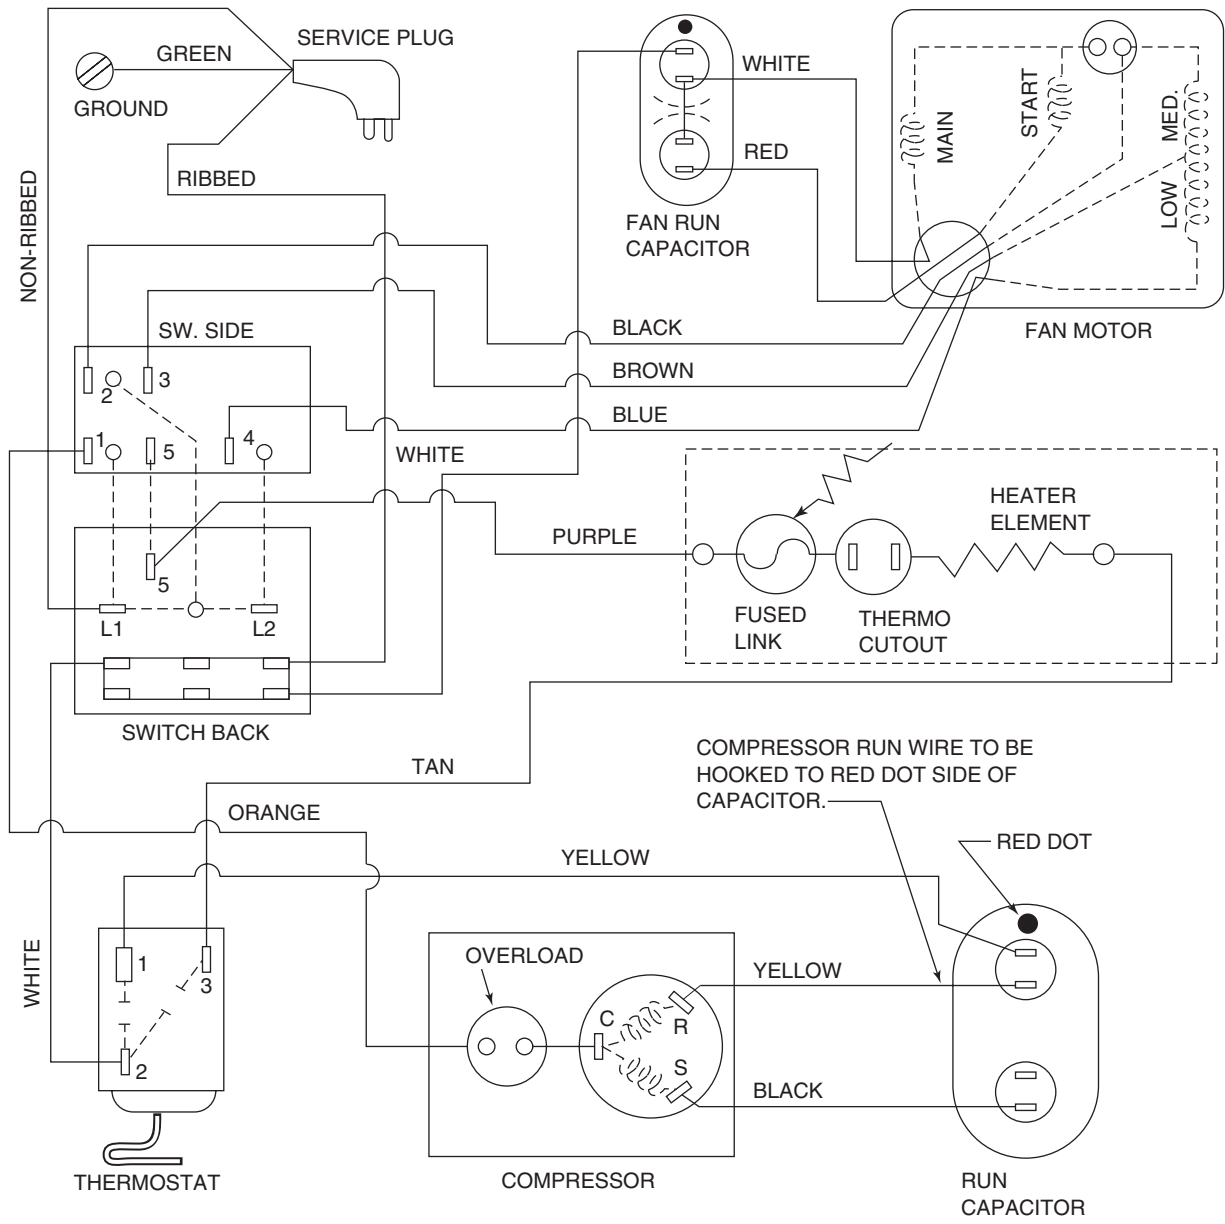 SERVICE PLUG
GREEN
GROUND
RIBBED
NON-RIBBED
WHITE
RED
FAN RUN
CAPACITOR
MAIN
START
MED.
LOW
FAN MOTOR
SW. SIDE
BLACK
BROWN
BLUE
2
3
1
5
4
WHITE
PURPLE
HEATER
ELEMENT
FUSED
LINK
THERMO
CUTOUT
5
L1
L2
SWITCH BACK
TAN
ORANGE
COMPRESSOR RUN WIRE TO BE
HOOKED TO RED DOT SIDE OF
CAPACITOR.
RED DOT
YELLOW
WHITE
1
3
2
THERMOSTAT
OVERLOAD
C
R
S
YELLOW
BLACK
COMPRESSOR
RUN
CAPACITOR